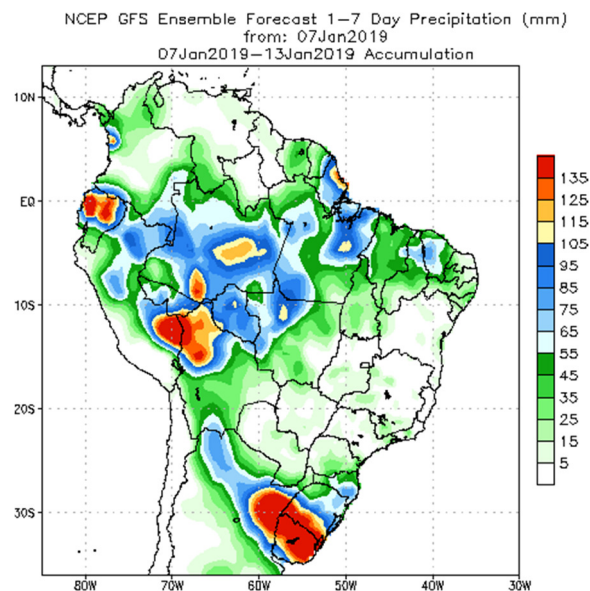 NCEP GFS Ensemble Forecast 1–7 Day Precipitation (mm)
from: 07Jan2019
07Jan2019–13Jan2019 Accumulation
10N
EQ
10S
20S
30S
80W 70W 60W 50W 40W 30W
135
125
115
105
95
85
75
65
55
45
35
25
15
5